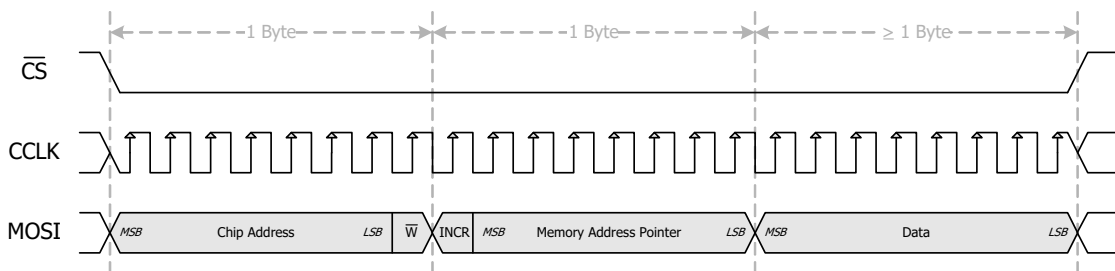 1 Byte 1 Byte ≥ 1 Byte
C̅S̅
CCLK
MOSI MSB Chip Address LSB W̅ INCR MSB Memory Address Pointer LSB MSB Data LSB